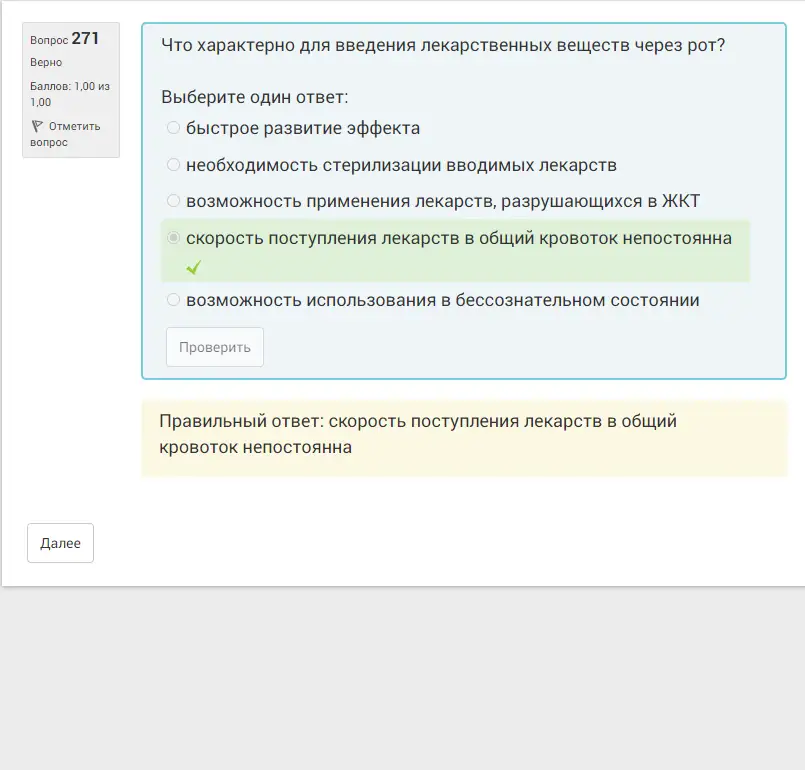 Вопрос 271
Верно
Баллов: 1,00 из
1,00
Отметить
вопрос
Что характерно для введения лекарственных веществ через рот?
Выберите один ответ:
быстрое развитие эффекта
необходимость стерилизации вводимых лекарств
возможность применения лекарств, разрушающихся в ЖКТ
скорость поступления лекарств в общий кровоток непостоянна
возможность использования в бессознательном состоянии
Проверить
Правильный ответ: скорость поступления лекарств в общий
кровоток непостоянна
Далее